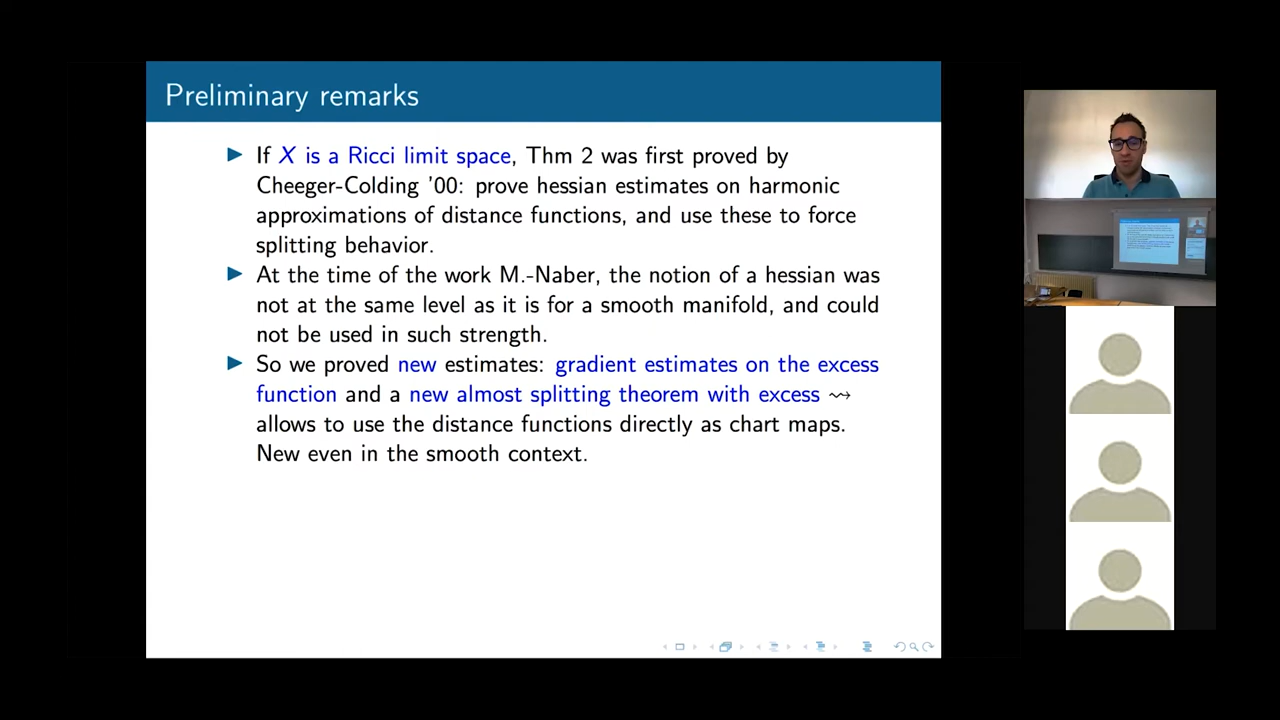 Preliminary remarks
▶ If X is a Ricci limit space, Thm 2 was first proved by
Cheeger-Colding '00: prove hessian estimates on harmonic
approximations of distance functions, and use these to force
splitting behavior.
▶ At the time of the work M.-Naber, the notion of a hessian was
not at the same level as it is for a smooth manifold, and could
not be used in such strength.
▶ So we proved new estimates: gradient estimates on the excess
function and a new almost splitting theorem with excess ⇝
allows to use the distance functions directly as chart maps.
New even in the smooth context.